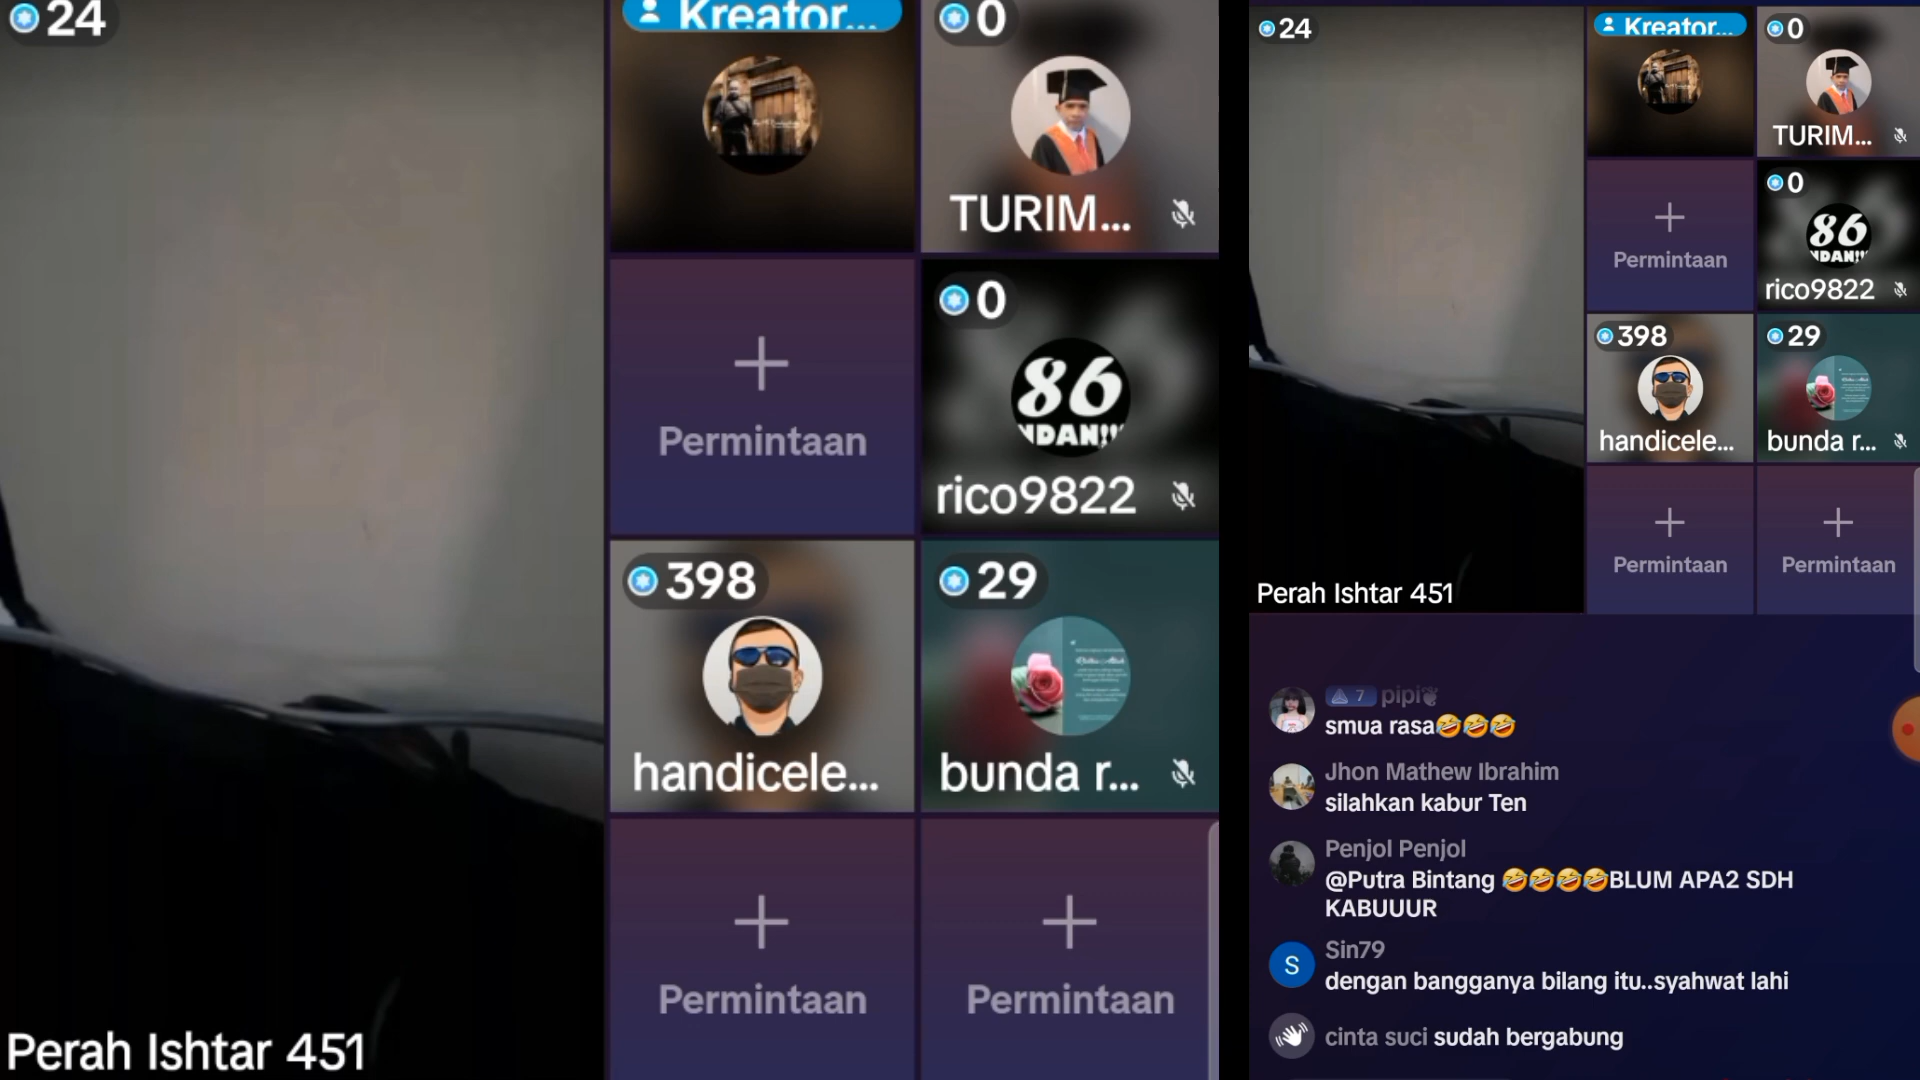 24
Kreator...
0
TURIM...
Permintaan
0
86
NDAN!!!
rico9822
398
handicele...
29
bunda r...
Permintaan
Permintaan
Perah Ishtar 451
24
Kreator...
0
TURIM...
Permintaan
0
86
NDAN!!!
rico9822
398
handicele...
29
bunda r...
Permintaan
Permintaan
Perah Ishtar 451
7 pipi
smua rasa🤣🤣🤣
Jhon Mathew Ibrahim
silahkan kabur Ten
Penjol Penjol
@Putra Bintang 🤣🤣🤣🤣BLUM APA2 SDH
KABUUUR
S
Sin79
dengan bangganya bilang itu..syahwat lahi
cinta suci sudah bergabung